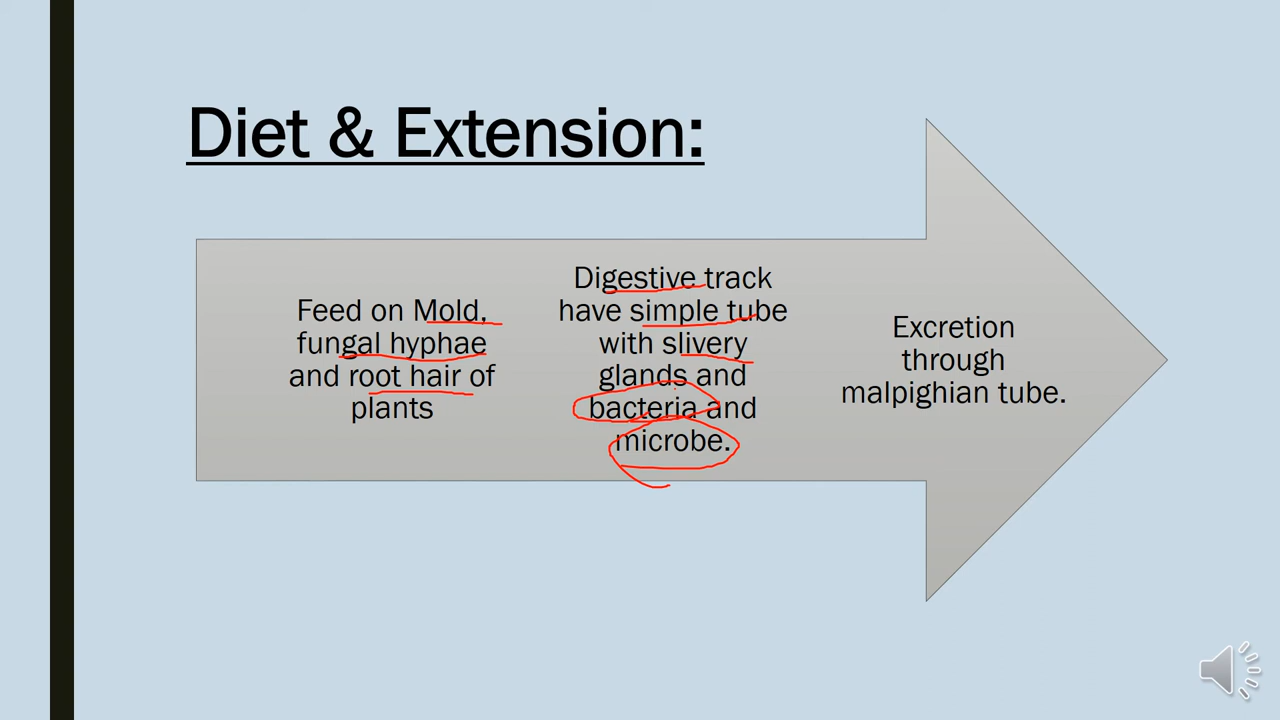 Diet & Extension:
Feed on Mold,
fungal hyphae
and root hair of
plants
Digestive track
have simple tube
with slivery
glands and
bacteria and
microbe.
Excretion
through
malpighian tube.